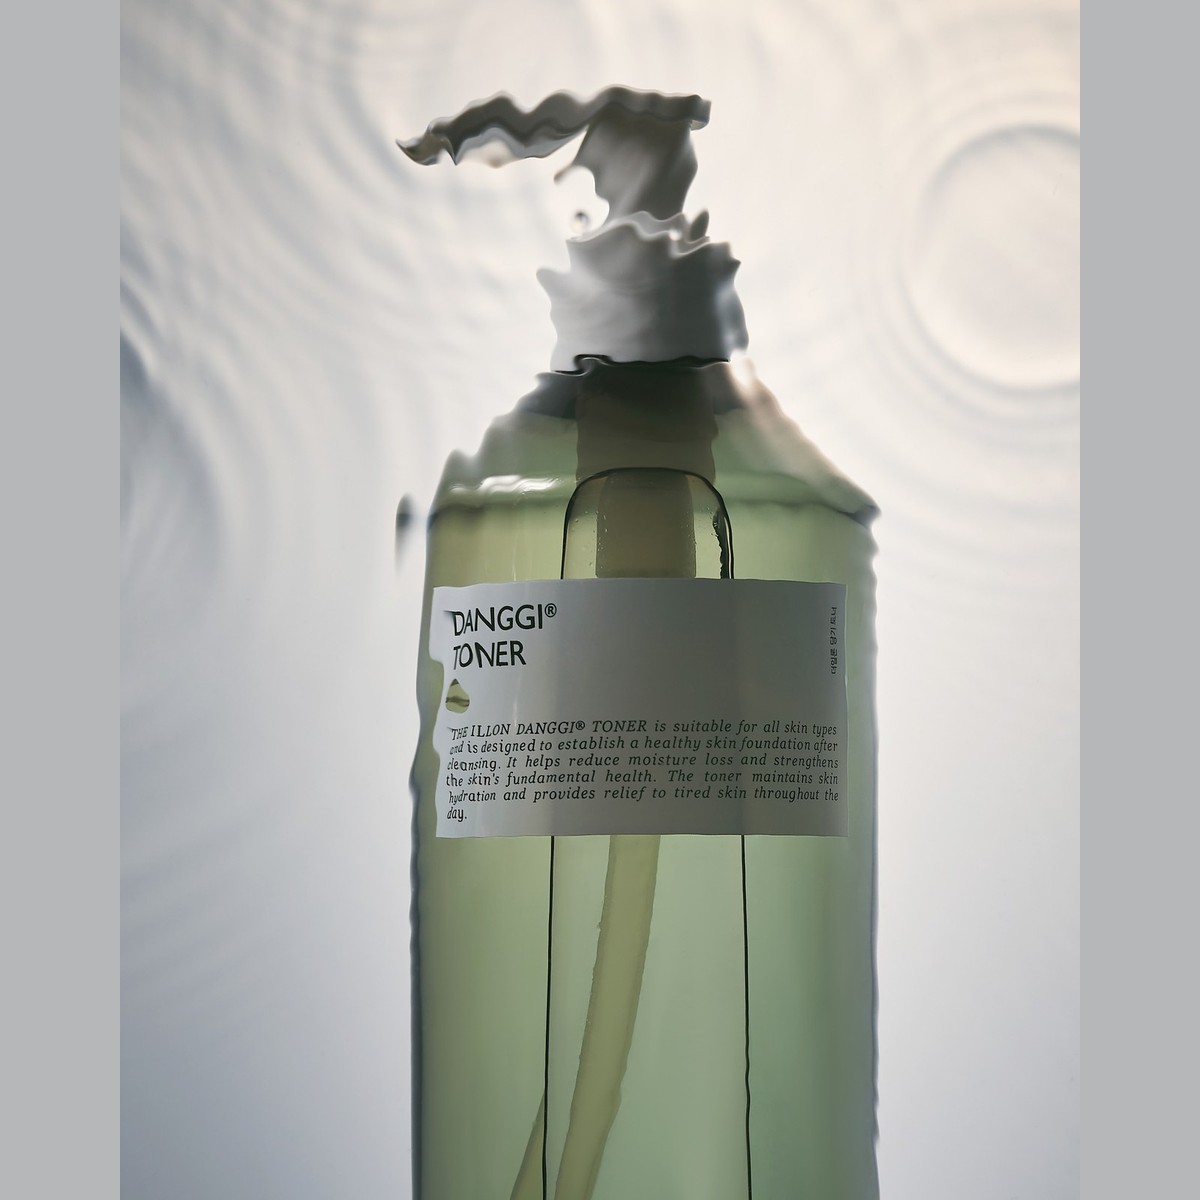 DANGGI®
TONER
THE ILLON DANGGI® TONER is suitable for all skin types
and is designed to establish a healthy skin foundation after
cleansing. It helps reduce moisture loss and strengthens
the skin's fundamental health. The toner maintains skin
hydration and provides relief to tired skin throughout the
day.